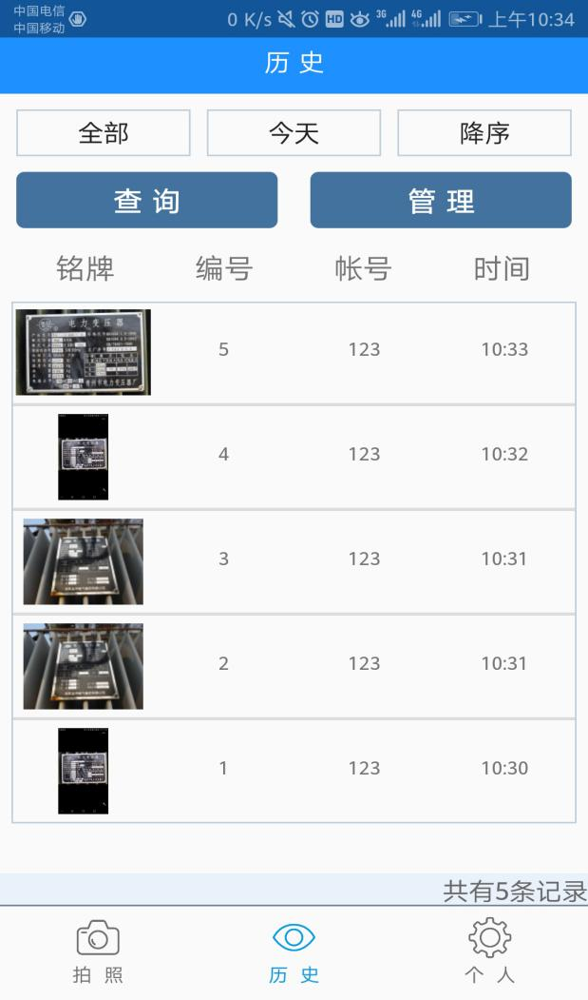 中国电信
中国移动
0 K/s HD 3G 4G 上午10:34
历史
全部 今天 降序
查询 管理
铭牌 编号 帐号 时间
电力变压器
5 123 10:33
4 123 10:32
3 123 10:31
2 123 10:31
1 123 10:30
共有5条记录
拍照 历史 个人